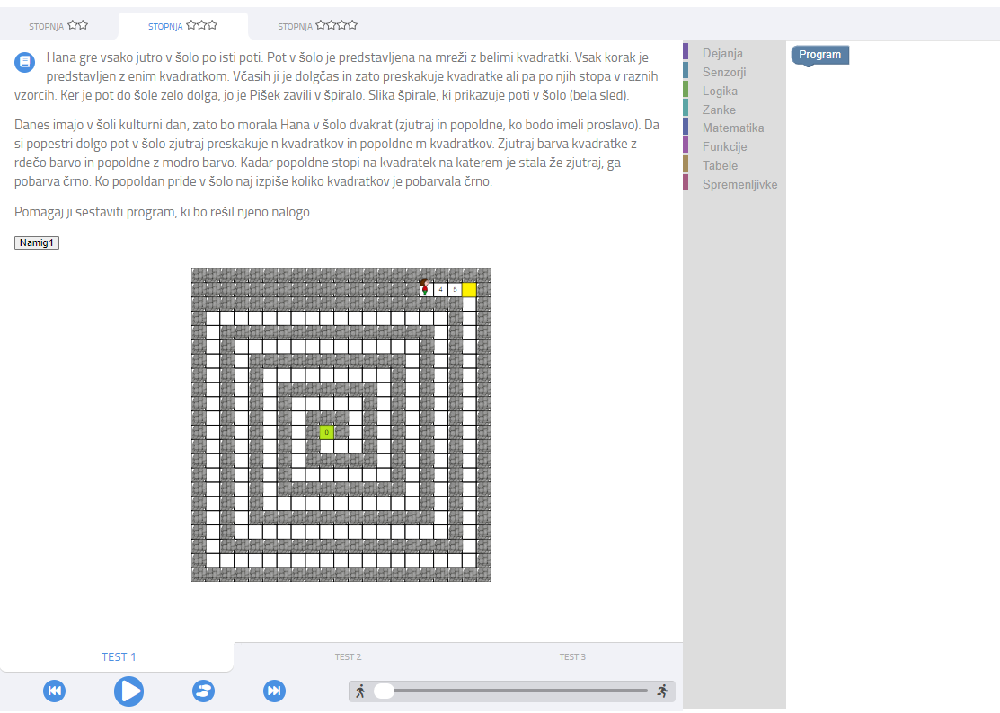 STOPNJA
STOPNJA
STOPNJA
Hana gre vsako jutro v šolo po isti poti. Pot v šolo je predstavljena na mreži z belimi kvadratki. Vsak korak je
predstavljen z enim kvadratkom. Včasih ji je dolgčas in zato preskakuje kvadratke ali pa po njih stopa v raznih
vzorcih. Ker je pot do šole zelo dolga, jo je Pišek zavili v špiralo. Slika špirale, ki prikazuje poti v šolo (bela sled).
Danes imajo v šoli kulturni dan, zato bo morala Hana v šolo dvakrat (zjutraj in popoldne, ko bodo imeli proslavo). Da
si popestri dolgo pot v šolo zjutraj preskakuje n kvadratkov in popoldne m kvadratkov. Zjutraj barva kvadratke z
rdečo barvo in popoldne z modro barvo. Kadar popoldne stopi na kvadratek na katerem je stala že zjutraj, ga
pobarva črno. Ko popoldan pride v šolo naj izpiše koliko kvadratkov je pobarvala črno.
Pomagaj ji sestaviti program, ki bo rešil njeno nalogo.
Namig1
4 5
0
TEST 1
TEST 2
TEST 3
Dejanja
Senzorji
Logika
Zanke
Matematika
Funkcije
Tabele
Spremenljivke
Program